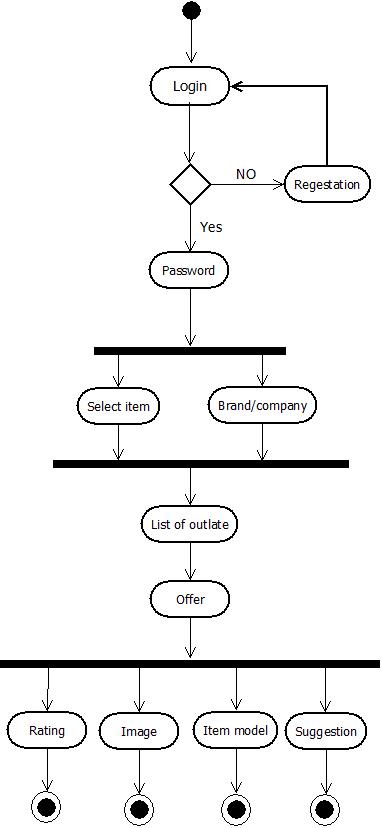 Login
NO
Regestation
Yes
Password
Select item
Brand/company
List of outlate
Offer
Rating
Image
Item model
Suggestion